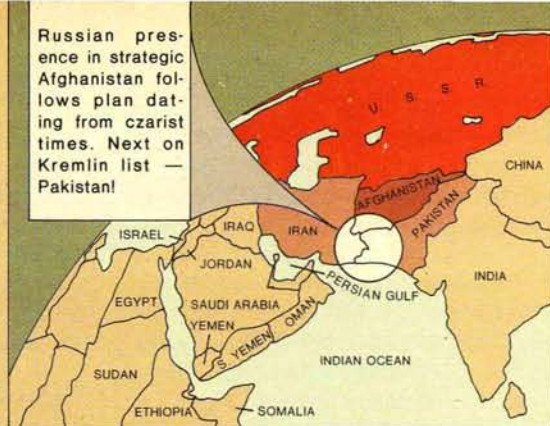 Russian pres-
ence in strategic
Afghanistan fol-
lows plan dat-
ing from czarist
times. Next on
Kremlin list —
Pakistan!
U. S. S. R.
CHINA
AFGHANISTAN
PAKISTAN
ISRAEL
IRAQ
IRAN
JORDAN
PERSIAN GULF
INDIA
EGYPT
SAUDI ARABIA
OMAN
YEMEN
S. YEMEN
INDIAN OCEAN
SUDAN
ETHIOPIA
SOMALIA